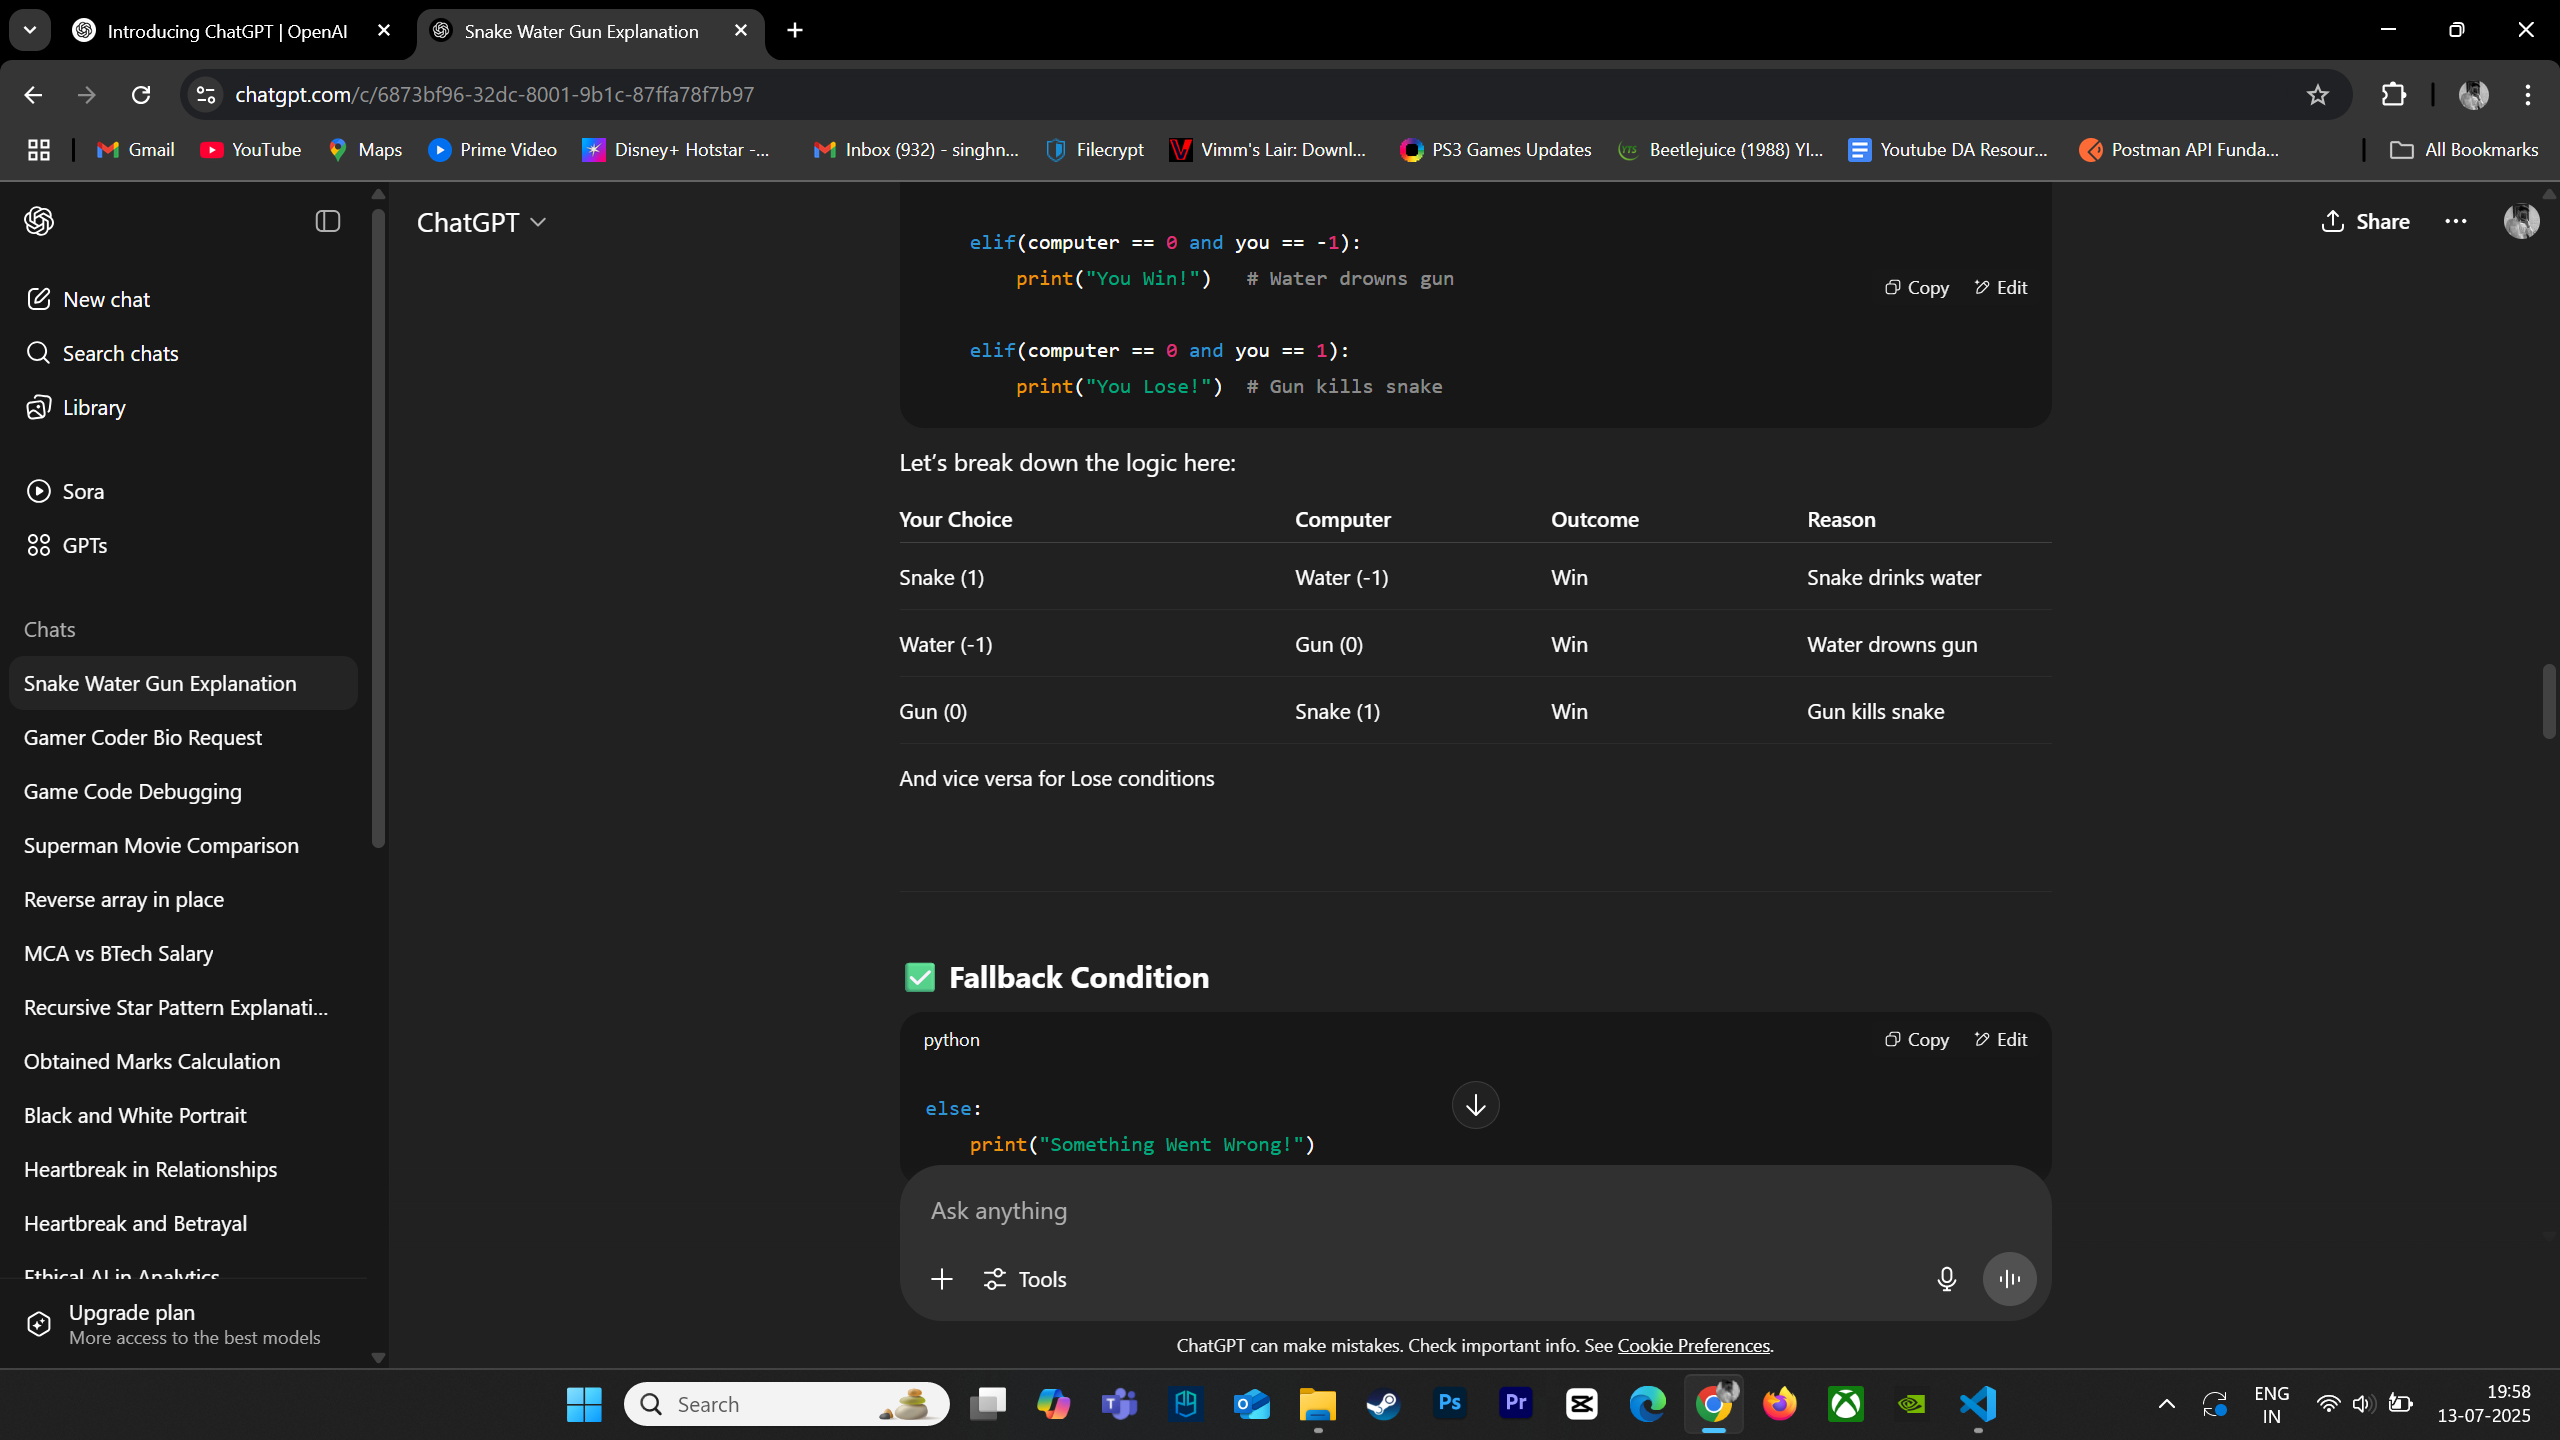 Introducing ChatGPT | OpenAI
Snake Water Gun Explanation
chatgpt.com/c/6873bf96-32dc-8001-9b1c-87ffa78f7b97
Gmail
YouTube
Maps
Prime Video
Disney+ Hotstar -...
Inbox (932) - singhn...
Filecrypt
Vimm's Lair: Downl...
PS3 Games Updates
YTS
Beetlejuice (1988) YI...
Youtube DA Resour...
Postman API Funda...
All Bookmarks
ChatGPT
Share
New chat
Search chats
Library
Sora
GPTs
Chats
Snake Water Gun Explanation
Gamer Coder Bio Request
Game Code Debugging
Superman Movie Comparison
Reverse array in place
MCA vs BTech Salary
Recursive Star Pattern Explanati...
Obtained Marks Calculation
Black and White Portrait
Heartbreak in Relationships
Heartbreak and Betrayal
Ethical AI in Analytics
Upgrade plan
More access to the best models
elif(computer == 0 and you == -1):
print("You Win!")   # Water drowns gun
Copy
Edit
elif(computer == 0 and you == 1):
print("You Lose!")  # Gun kills snake
Let’s break down the logic here:
Your Choice Computer Outcome Reason
Snake (1) Water (-1) Win Snake drinks water
Water (-1) Gun (0) Win Water drowns gun
Gun (0) Snake (1) Win Gun kills snake
And vice versa for Lose conditions
Fallback Condition
python
Copy
Edit
else:
print("Something Went Wrong!")
Ask anything
Tools
ChatGPT can make mistakes. Check important info. See Cookie Preferences.
Search
Ps
Pr
ENG
IN
19:58
13-07-2025